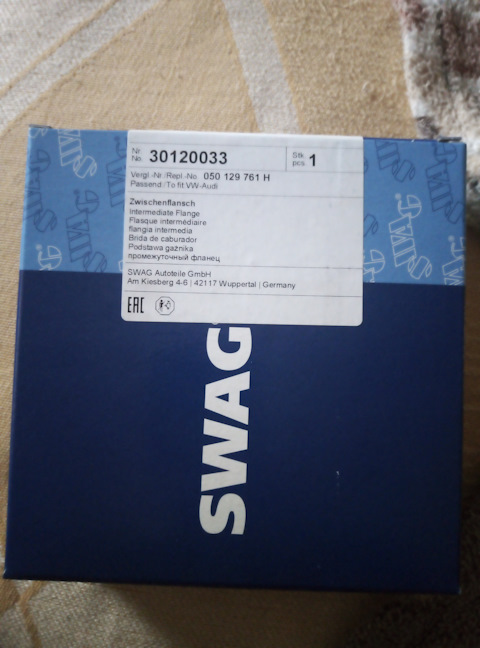 Nr. No. 30120033 Stk. pcs. 1
Vergl.-Nr./Repl.-No. 050 129 761 H
Passend/To fit VW-Audi
Zwischenflansch
Intermediate Flange
Flasque intermédiaire
flangia intermedia
Brida de caburador
Podstawa gaźnika
промежуточный фланец
SWAG Autoteile GmbH
Am Kiesberg 4-6 | 42117 Wuppertal | Germany
EAC
SWAG